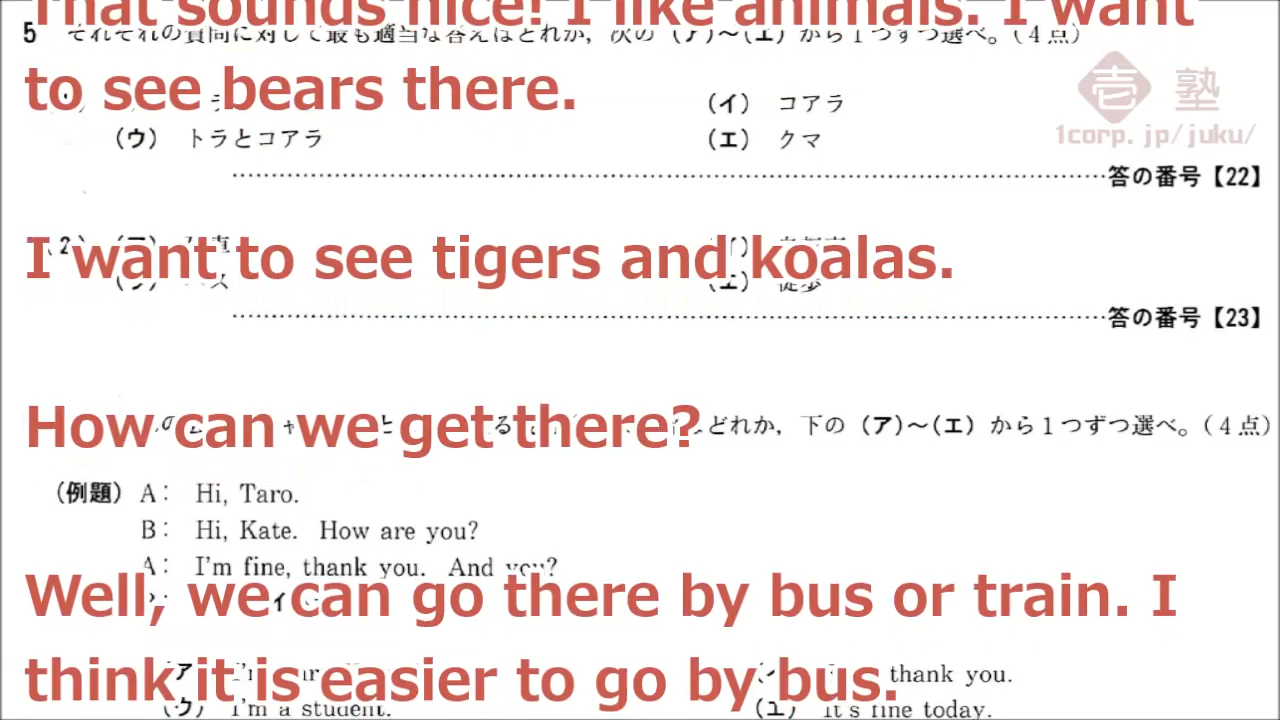 That sounds nice! I like animals. I want
5 それぞれの質問に対して最も適当な答えはどれか，次の（ア）～（エ）から１つずつ選べ。（４点）
to see bears there.
（イ） コアラ
壱 塾
（ウ） トラとコアラ
（エ） クマ
1corp.jp/juku/
答の番号【22】
I want to see tigers and koalas.
答の番号【23】
How can we get there?
どれか，下の（ア）～（エ）から１つずつ選べ。（４点）
（例題） A： Hi, Taro.
B： Hi, Kate. How are you?
A： I'm fine, thank you. And you?
Well, we can go there by bus or train. I
think it is easier to go by bus.
thank you.
（ウ） I'm a student.
（エ） It's fine today.